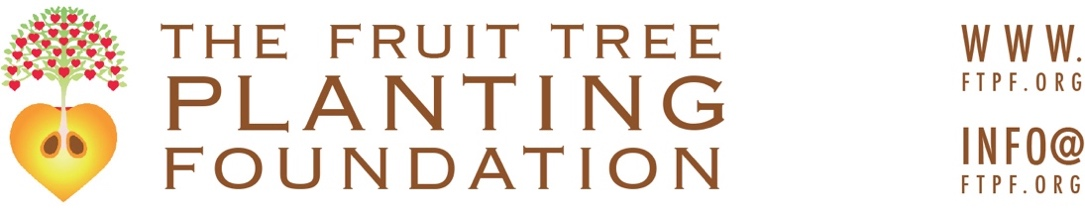 THE FRUIT TREE
PLANTING
FOUNDATION
WWW.
FTPF.ORG
INFO@
FTPF.ORG